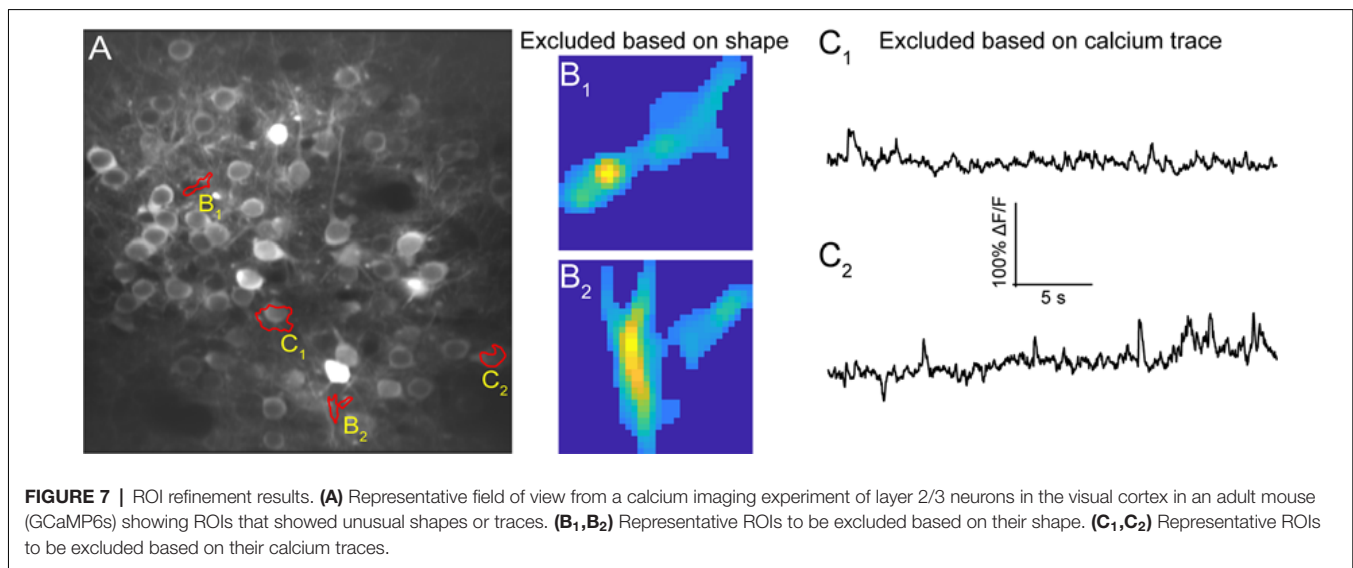 A
B₁
C₁
C₂
B₂
Excluded based on shape
B₁
B₂
C₁ Excluded based on calcium trace
100% ΔF/F
5 s
C₂
FIGURE 7 | ROI refinement results. (A) Representative field of view from a calcium imaging experiment of layer 2/3 neurons in the visual cortex in an adult mouse
(GCaMP6s) showing ROIs that showed unusual shapes or traces. (B₁,B₂) Representative ROIs to be excluded based on their shape. (C₁,C₂) Representative ROIs
to be excluded based on their calcium traces.